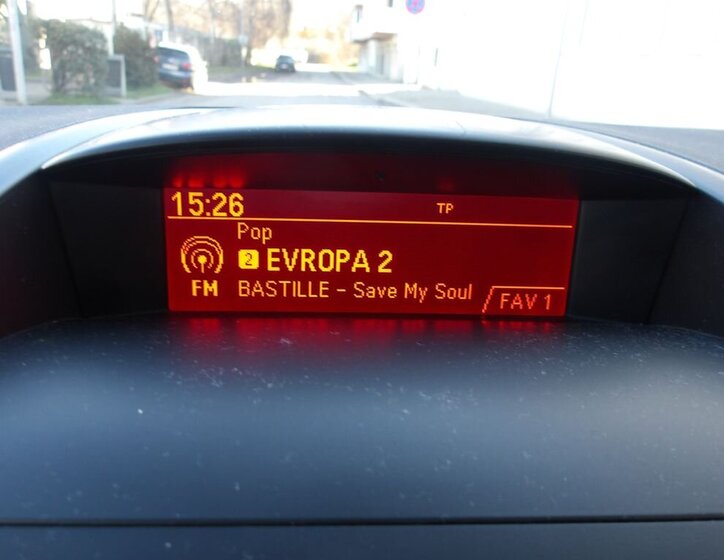 15:26 TP
Pop
2 EVROPA 2
FM BASTILLE - Save My Soul FAV 1